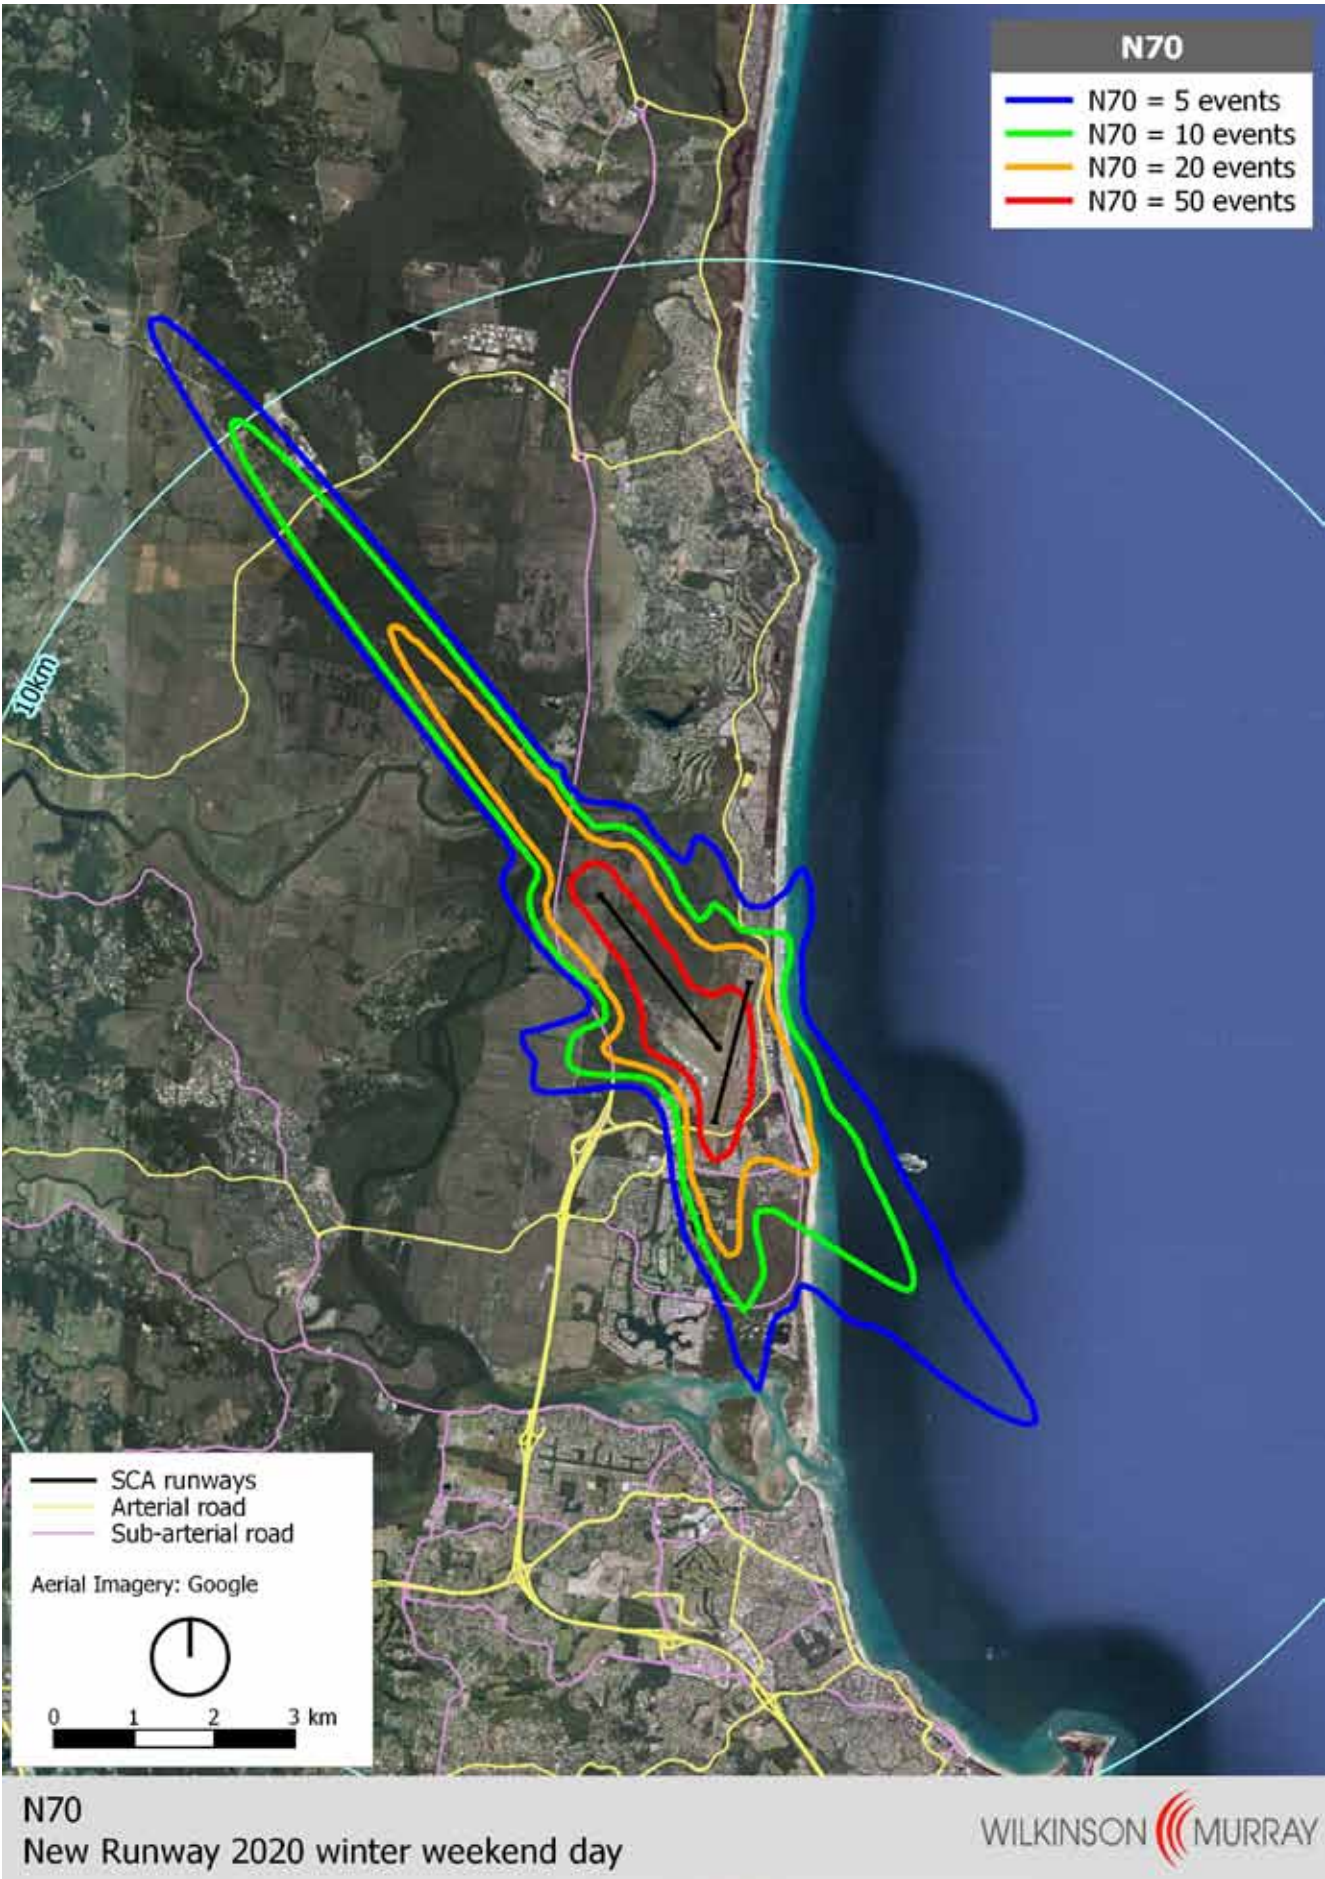 N70
N70 = 5 events
N70 = 10 events
N70 = 20 events
N70 = 50 events
10km
SCA runways
Arterial road
Sub-arterial road
Aerial Imagery: Google
0 1 2 3 km
N70
New Runway 2020 winter weekend day
WILKINSON MURRAY